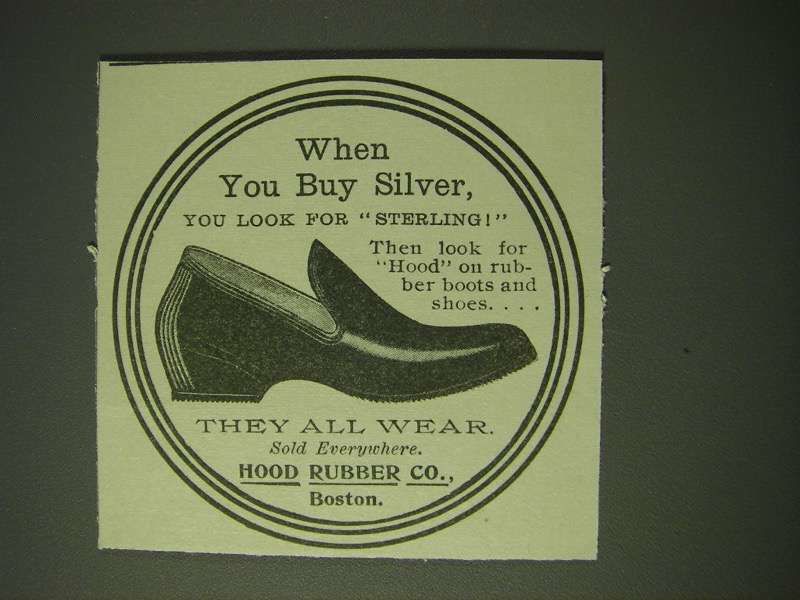 When
You Buy Silver,
YOU LOOK FOR "STERLING!"
Then look for
"Hood" on rub-
ber boots and
shoes. . . .
THEY ALL WEAR.
Sold Everywhere.
HOOD RUBBER CO.,
Boston.